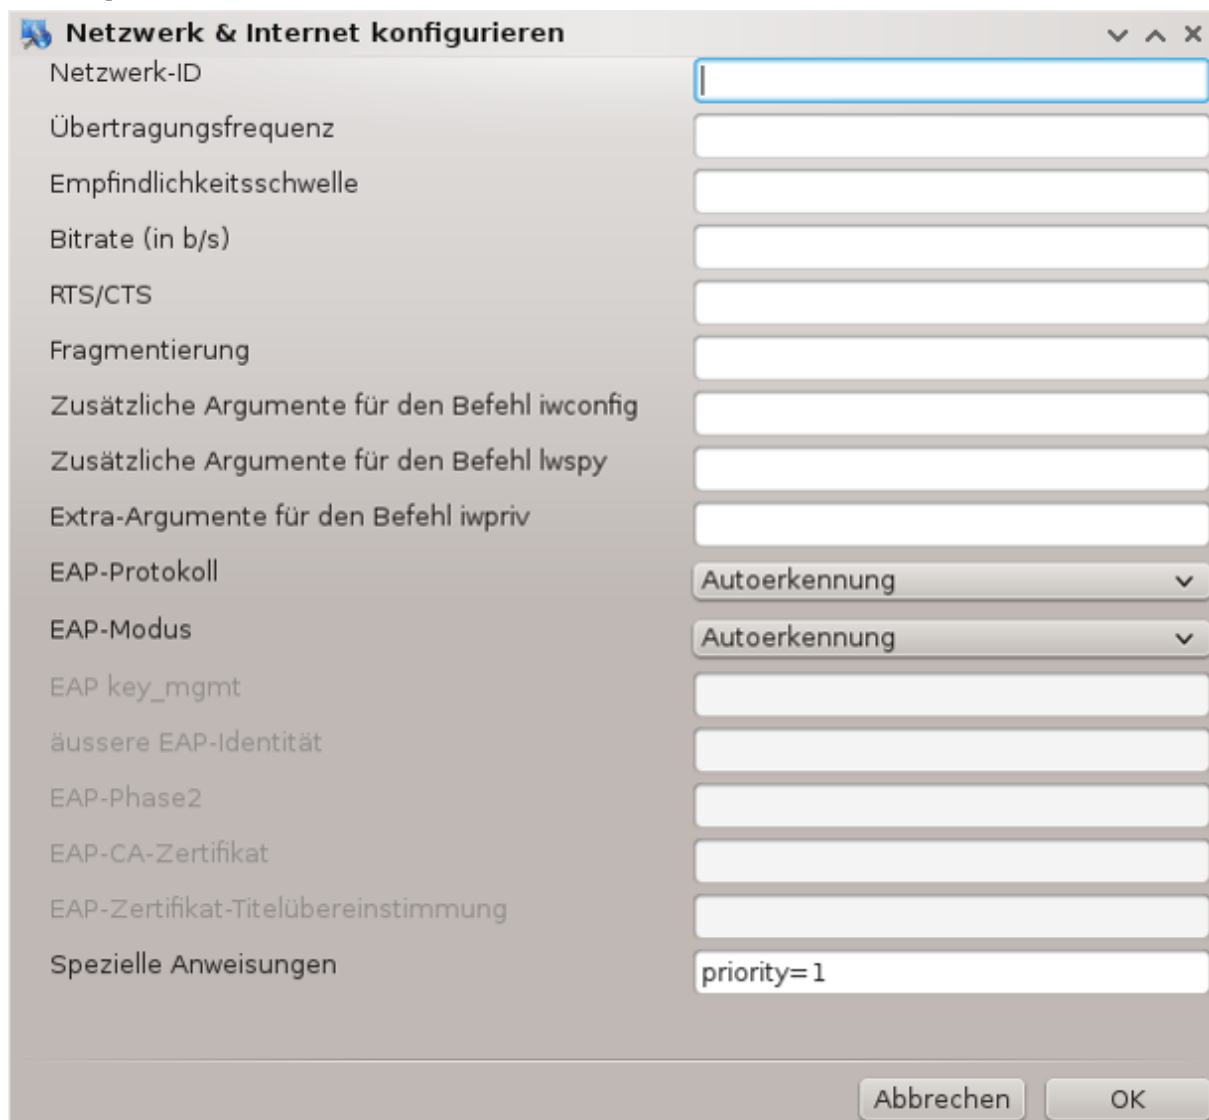 Netzwerk & Internet konfigurieren
Netzwerk-ID
Übertragungsfrequenz
Empfindlichkeitsschwelle
Bitrate (in b/s)
RTS/CTS
Fragmentierung
Zusätzliche Argumente für den Befehl iwconfig
Zusätzliche Argumente für den Befehl lwspy
Extra-Argumente für den Befehl iwpriv
EAP-Protokoll Autoerkennung
EAP-Modus Autoerkennung
EAP key_mgmt
äussere EAP-Identität
EAP-Phase2
EAP-CA-Zertifikat
EAP-Zertifikat-Titelübereinstimmung
Spezielle Anweisungen priority=1
Abbrechen OK